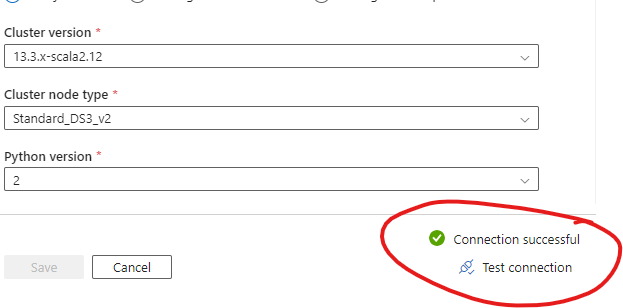 Cluster version *
13.3.x-scala2.12
Cluster node type *
Standard_DS3_v2
Python version *
2
Connection successful
Save
Cancel
Test connection